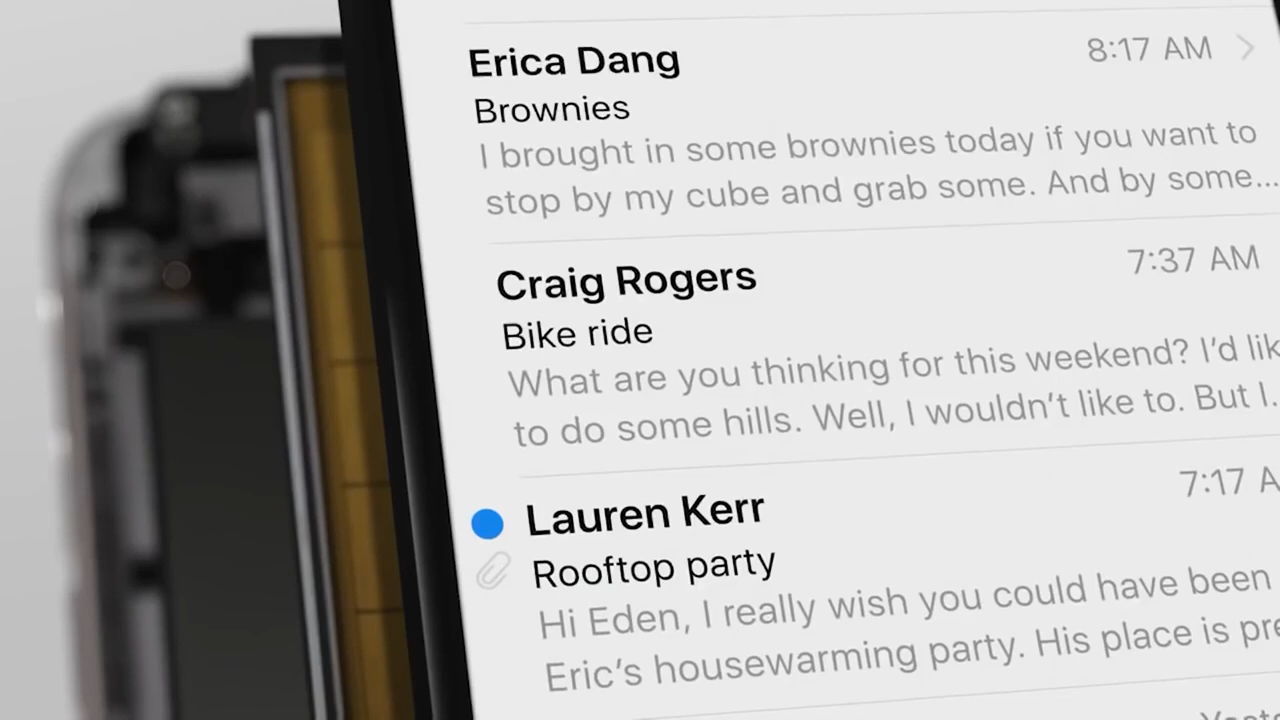 Erica Dang
8:17 AM
Brownies
I brought in some brownies today if you want to
stop by my cube and grab some. And by some...
Craig Rogers
7:37 AM
Bike ride
What are you thinking for this weekend? I'd
to do some hills. Well, I wouldn't like to. But I
Lauren Kerr
7:17
Rooftop party
Hi Eden, I really wish you could have been
Eric's housewarming party. His place is